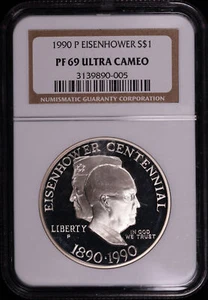 1990 P EISENHOWER S$1
PF 69 ULTRA CAMEO
3139890-005
NGC
NUMISMATIC GUARANTY CORPORATION
EISENHOWER CENTENNIAL
LIBERTY
P
IN GOD
WE TRUST
1890-1990